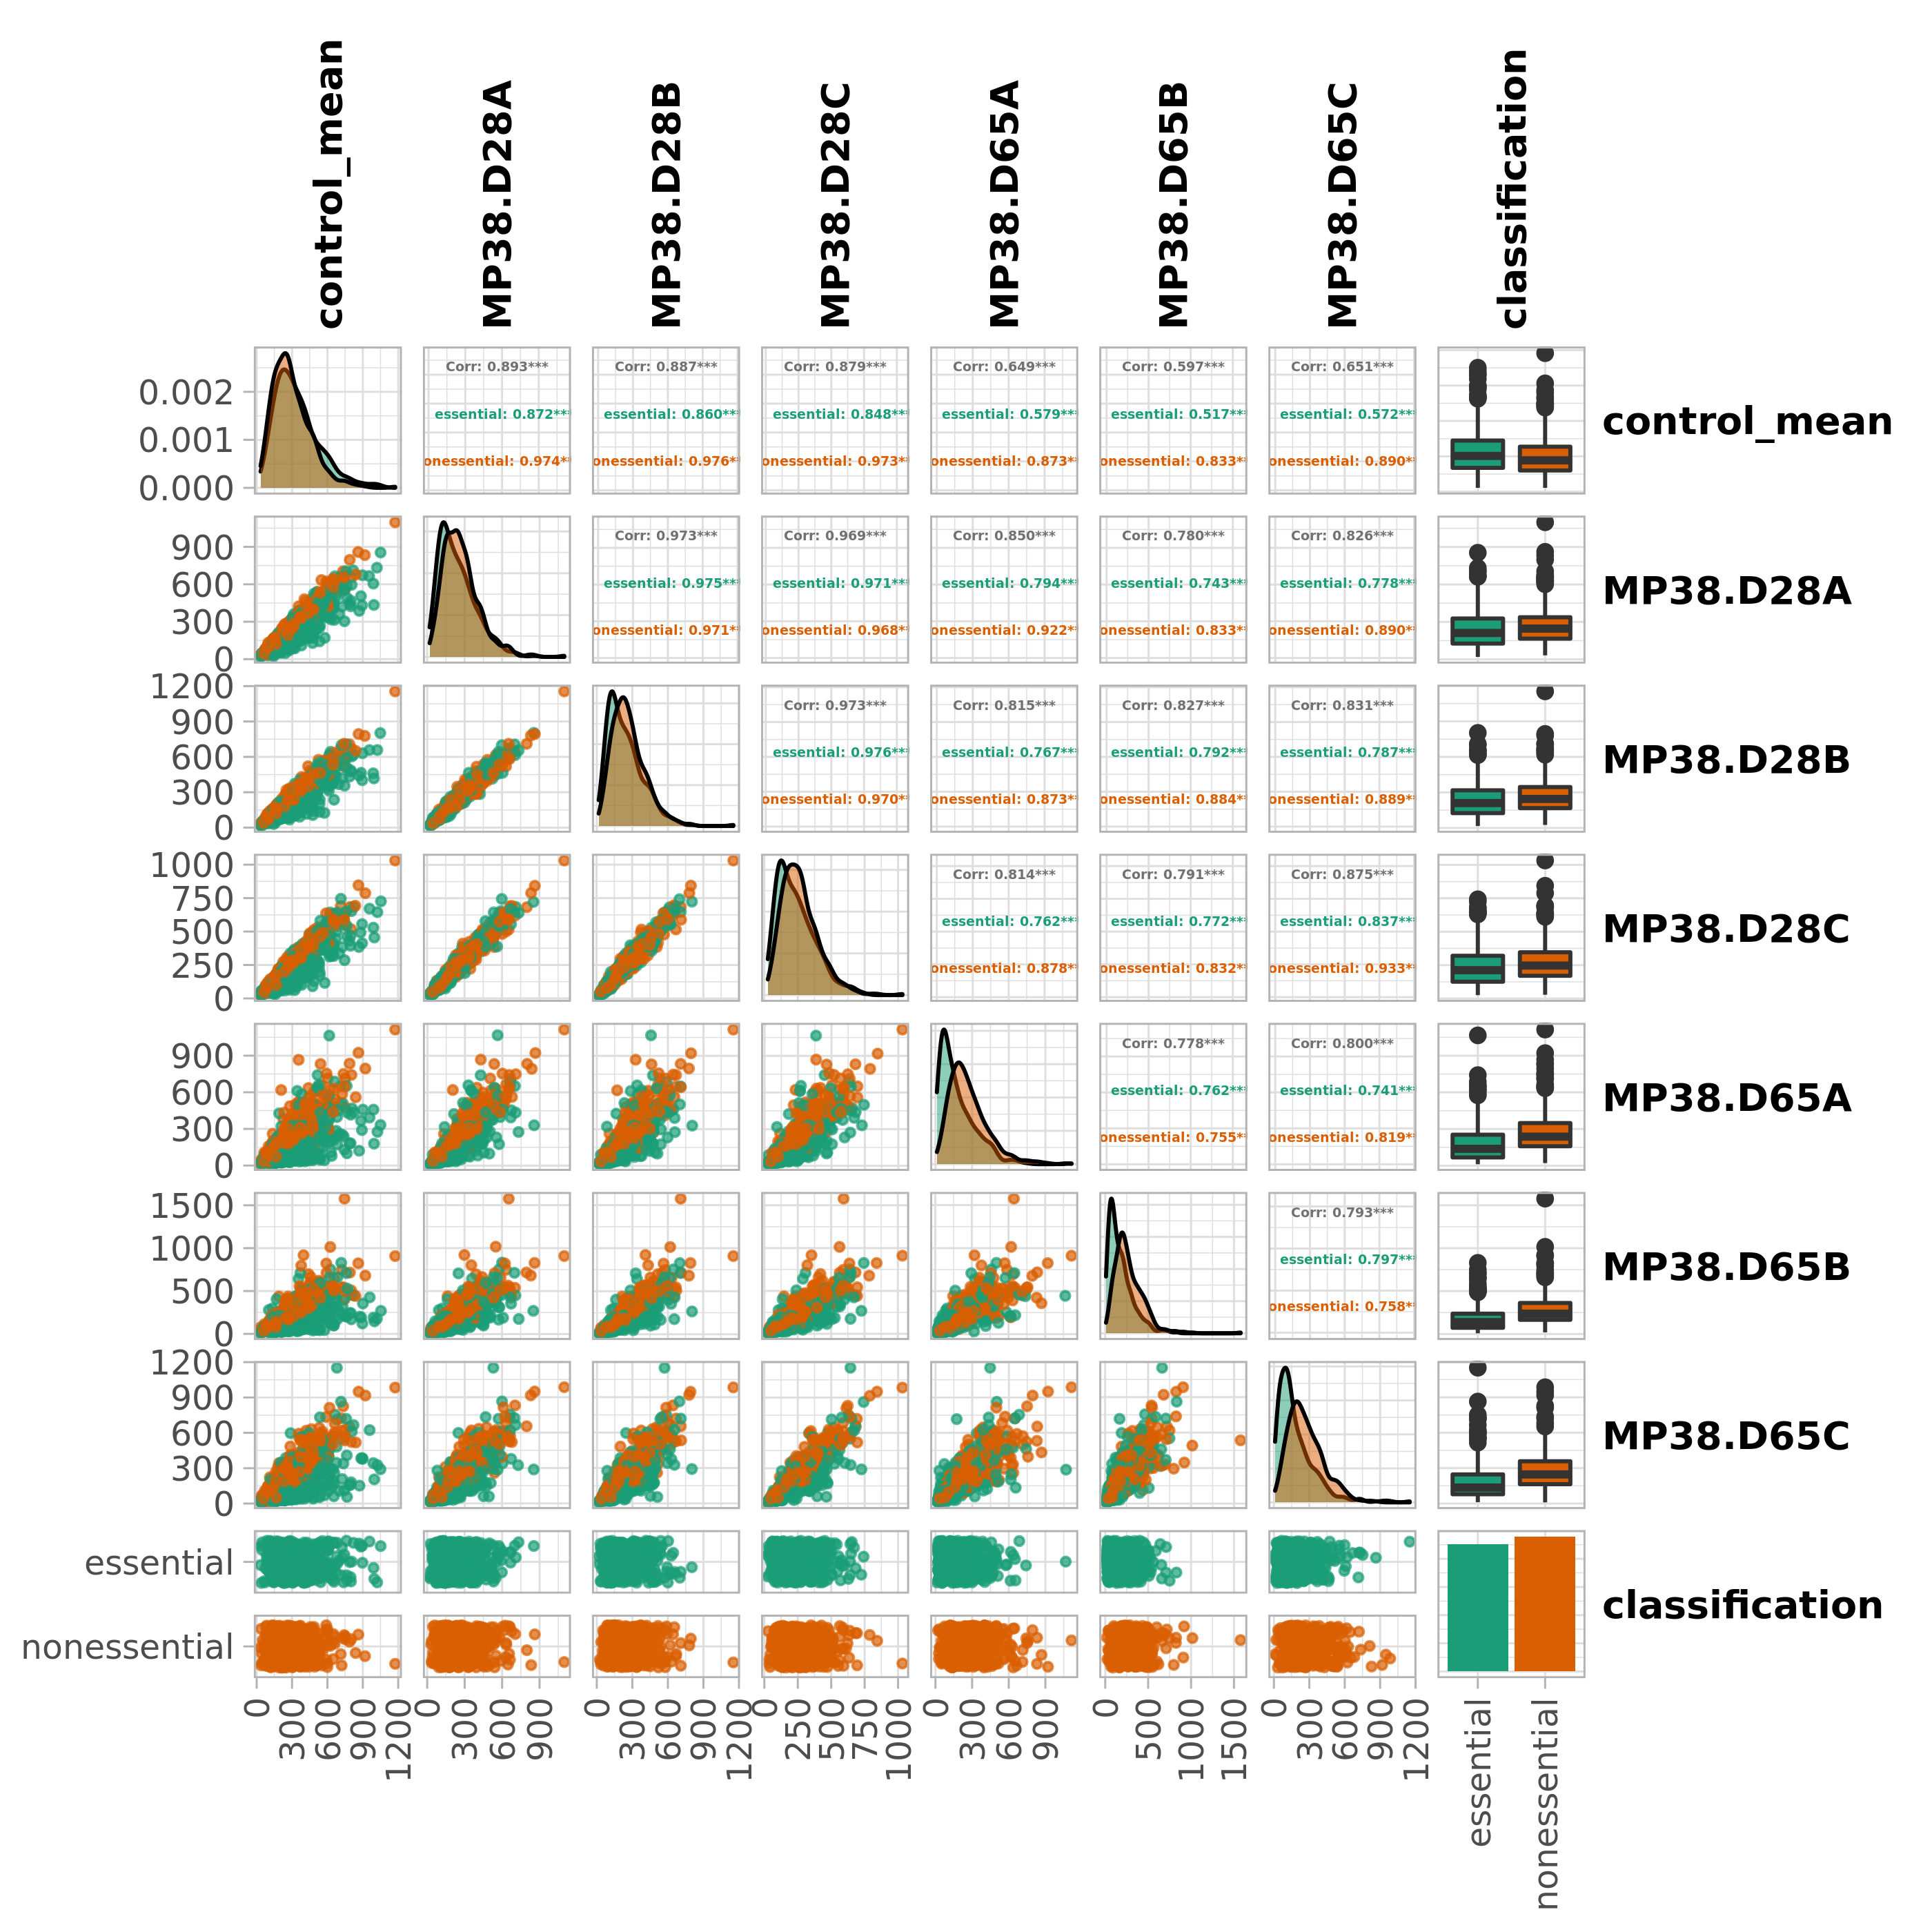 control_mean
MP38.D28A
MP38.D28B
MP38.D28C
MP38.D65A
MP38.D65B
MP38.D65C
classification
0.002
0.001
0.000
Corr: 0.893***
Corr: 0.887***
Corr: 0.879***
Corr: 0.649***
Corr: 0.597***
Corr: 0.651***
essential: 0.872**
essential: 0.860**
essential: 0.848**
essential: 0.579**
essential: 0.517**
essential: 0.572**
onessential: 0.974*
onessential: 0.976*
onessential: 0.973*
onessential: 0.873*
onessential: 0.833*
onessential: 0.890*
control_mean
900
600
300
0
Corr: 0.973***
Corr: 0.969***
Corr: 0.850***
Corr: 0.780***
Corr: 0.826***
essential: 0.975**
essential: 0.971**
essential: 0.794**
essential: 0.743**
essential: 0.778**
onessential: 0.971*
onessential: 0.968*
onessential: 0.922*
onessential: 0.833*
onessential: 0.890*
MP38.D28A
1200
900
600
300
0
Corr: 0.973***
Corr: 0.815***
Corr: 0.827***
Corr: 0.831***
essential: 0.976**
essential: 0.767**
essential: 0.792**
essential: 0.787**
onessential: 0.970*
onessential: 0.873*
onessential: 0.884*
onessential: 0.889*
MP38.D28B
1000
750
500
250
0
Corr: 0.814***
Corr: 0.791***
Corr: 0.875***
essential: 0.762**
essential: 0.772**
essential: 0.837**
onessential: 0.878*
onessential: 0.832*
onessential: 0.933*
MP38.D28C
900
600
300
0
Corr: 0.778***
Corr: 0.800***
essential: 0.762**
essential: 0.741**
onessential: 0.755*
onessential: 0.819*
MP38.D65A
1500
1000
500
0
Corr: 0.793***
essential: 0.797**
onessential: 0.758*
MP38.D65B
1200
900
600
300
0
MP38.D65C
essential
nonessential
classification
0
300
600
900
1200
0
300
600
900
0
300
600
900
1200
0
250
500
750
1000
0
300
600
900
0
500
1000
1500
0
300
600
900
1200
essential
nonessential